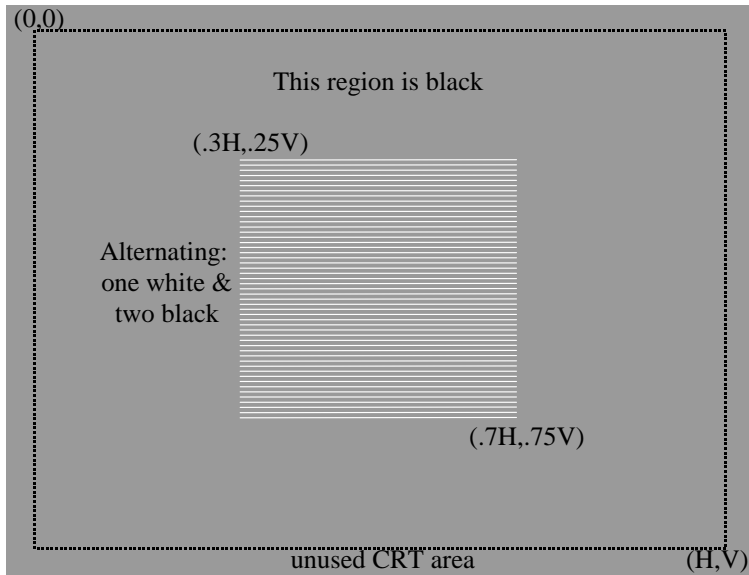 (0,0)
This region is black
(.3H,.25V)
Alternating:
one white &
two black
(.7H,.75V)
unused CRT area
(H,V)